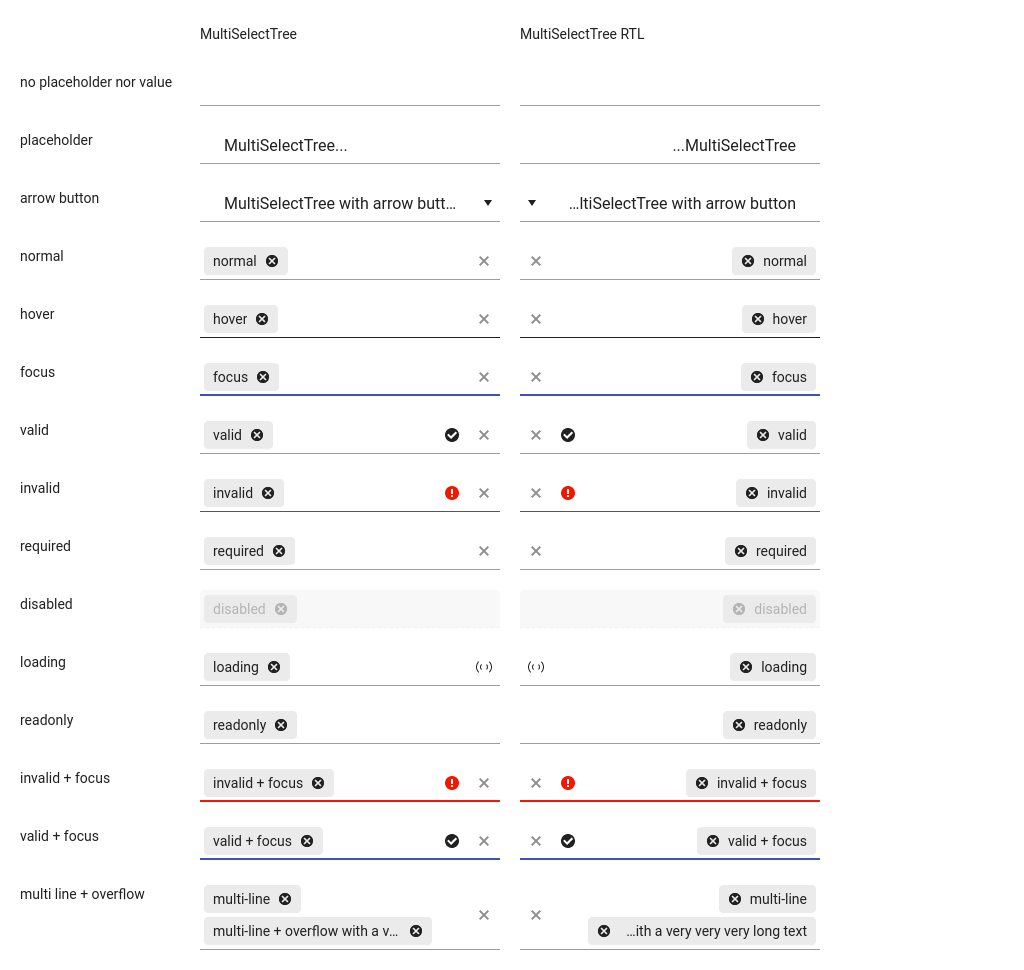 MultiSelectTree MultiSelectTree RTL
no placeholder nor value
placeholder MultiSelectTree... ...MultiSelectTree
arrow button MultiSelectTree with arrow butt... ...ltiSelectTree with arrow button
normal normal normal
hover hover hover
focus focus focus
valid valid valid
invalid invalid invalid
required required required
disabled disabled disabled
loading loading loading
readonly readonly readonly
invalid + focus invalid + focus invalid + focus
valid + focus valid + focus valid + focus
multi line + overflow multi-line multi-line
multi-line + overflow with a v... ...ith a very very very long text